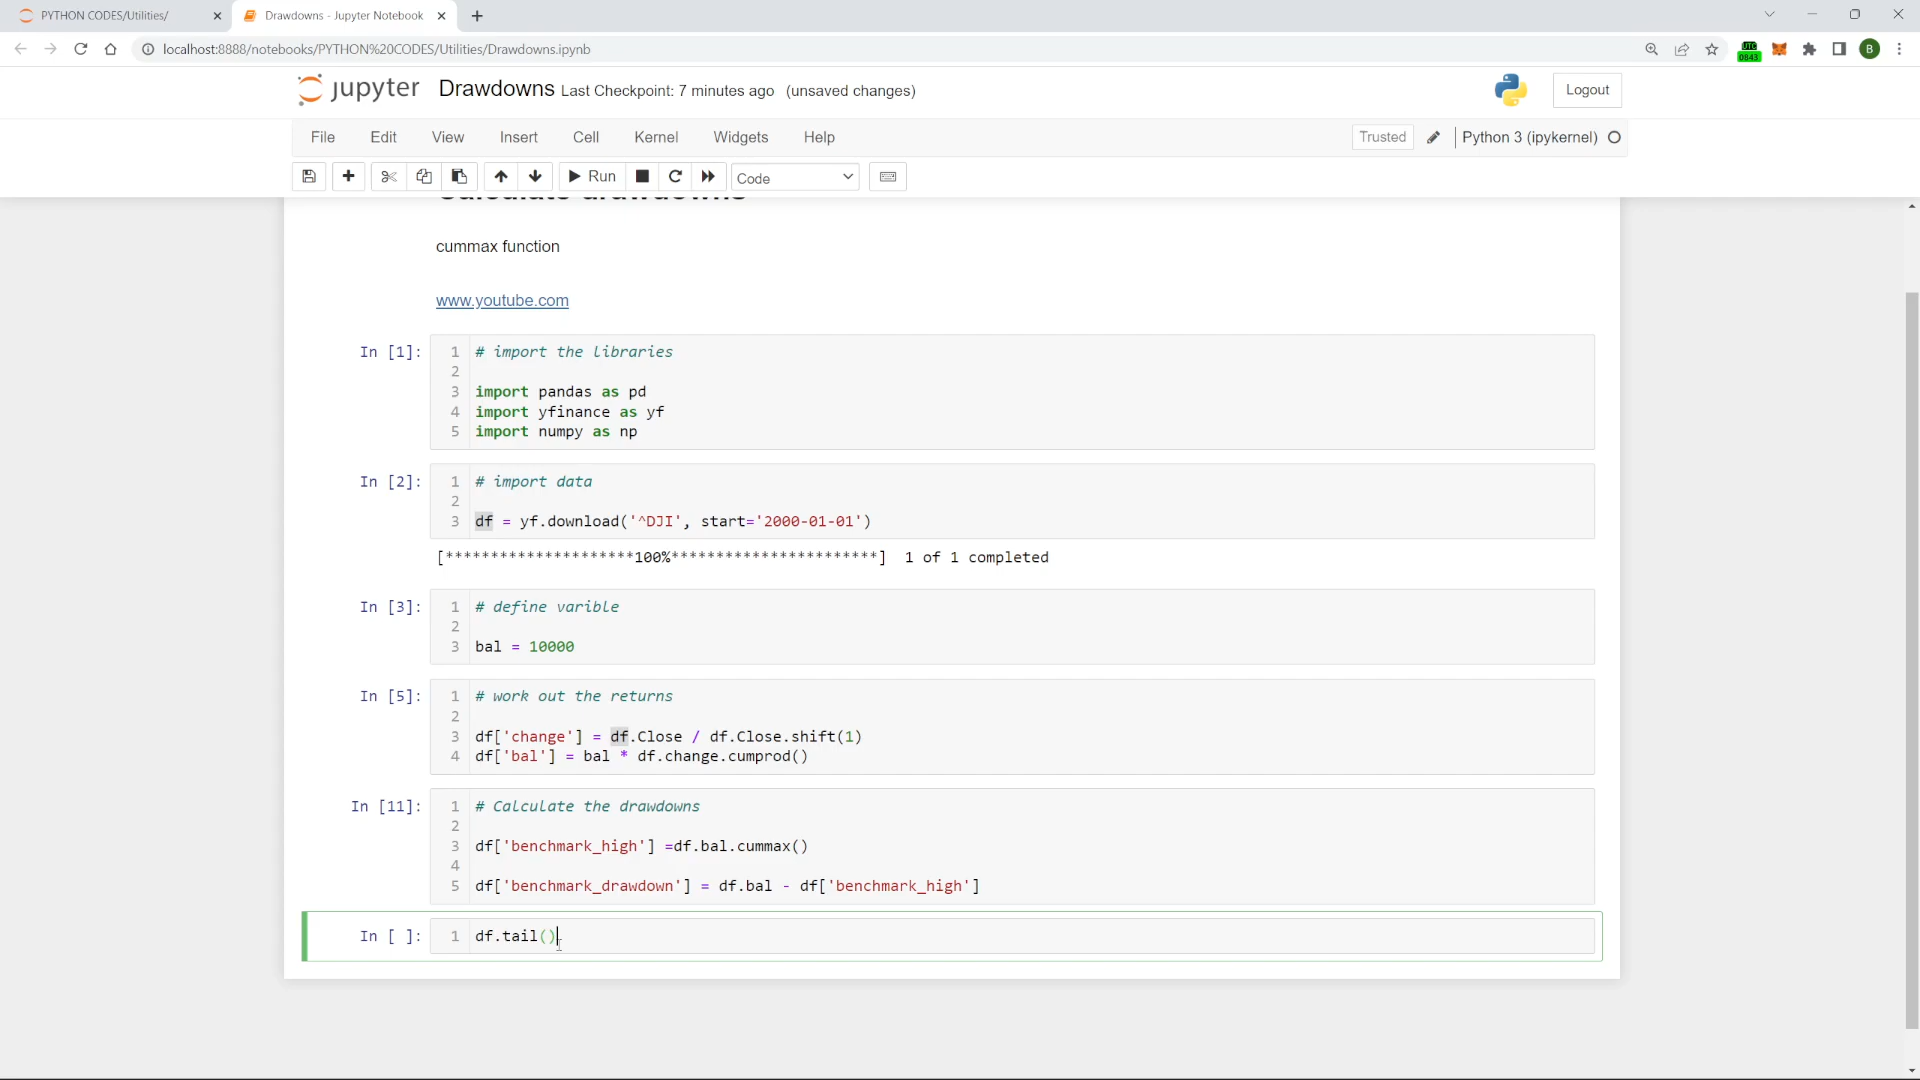 PYTHON CODES/Utilities/
Drawdowns - Jupyter Notebook
localhost:8888/notebooks/PYTHON%20CODES/Utilities/Drawdowns.ipynb
UTC
0843
B
jupyter Drawdowns Last Checkpoint: 7 minutes ago (unsaved changes)
Logout
File Edit View Insert Cell Kernel Widgets Help
Trusted
Python 3 (ipykernel)
Run
Code
Calculate drawdowns
cummax function
www.youtube.com
In [1]:
1 # import the libraries
2
3 import pandas as pd
4 import yfinance as yf
5 import numpy as np
In [2]:
1 # import data
2
3 df = yf.download('^DJI', start='2000-01-01')
[*********************100%***********************]  1 of 1 completed
In [3]:
1 # define varible
2
3 bal = 10000
In [5]:
1 # work out the returns
2
3 df['change'] = df.Close / df.Close.shift(1)
4 df['bal'] = bal * df.change.cumprod()
In [11]:
1 # Calculate the drawdowns
2
3 df['benchmark_high'] =df.bal.cummax()
4
5 df['benchmark_drawdown'] = df.bal - df['benchmark_high']
In [ ]:
1 df.tail()